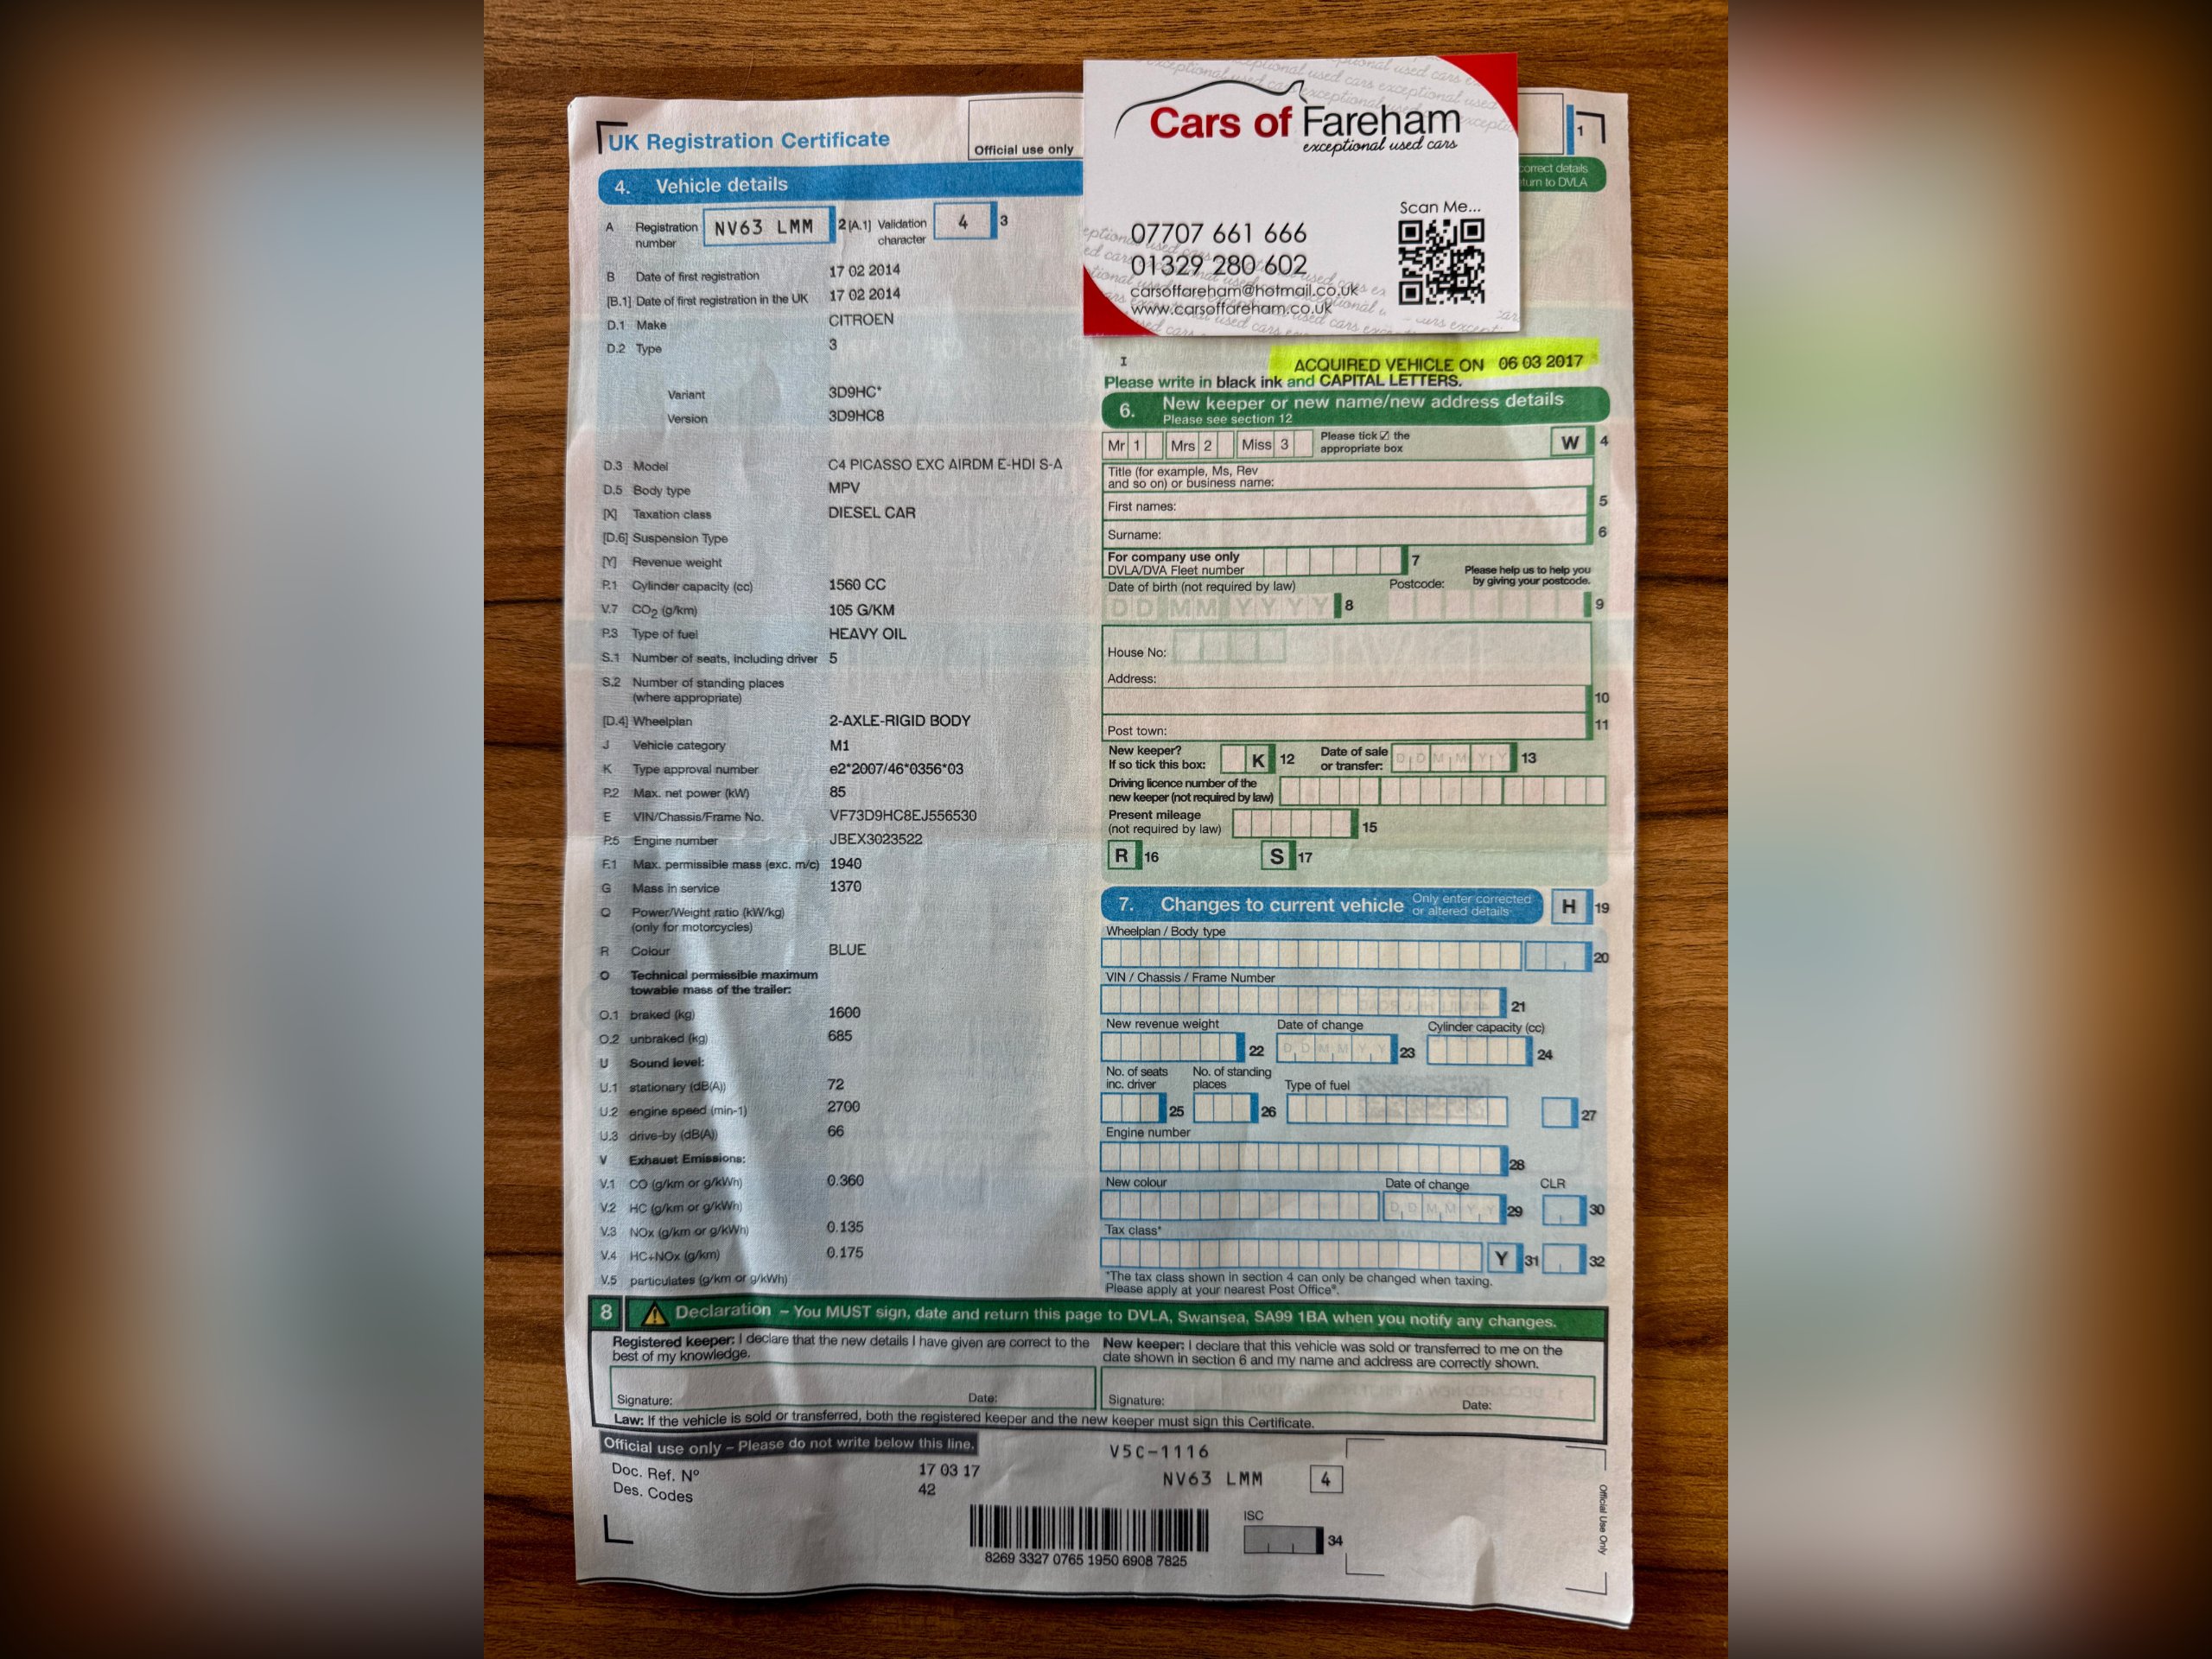 UK Registration Certificate
Official use only
4. Vehicle details
A Registration number NV63 LMM 2 [A.1] Validation character 4 3
B Date of first registration 17 02 2014
[B.1] Date of first registration in the UK 17 02 2014
D.1 Make CITROEN
D.2 Type 3
Variant 3D9HC*
Version 3D9HC8
D.3 Model C4 PICASSO EXC AIRDM E-HDI S-A
D.5 Body type MPV
[X] Taxation class DIESEL CAR
[D.6] Suspension Type
[Y] Revenue weight
P.1 Cylinder capacity (cc) 1560 CC
V.7 CO₂ (g/km) 105 G/KM
P.3 Type of fuel HEAVY OIL
S.1 Number of seats, including driver 5
S.2 Number of standing places
(where appropriate)
[D.4] Wheelplan 2-AXLE-RIGID BODY
J Vehicle category M1
K Type approval number e2*2007/46*0356*03
P.2 Max. net power (kW) 85
E VIN/Chassis/Frame No. VF73D9HC8EJ556530
P.5 Engine number JBEX3023522
F.1 Max. permissible mass (exc. m/c) 1940
G Mass in service 1370
Q Power/Weight ratio (kW/kg)
(only for motorcycles)
R Colour BLUE
O Technical permissible maximum
towable mass of the trailer:
O.1 braked (kg) 1600
O.2 unbraked (kg) 685
U Sound level:
U.1 stationary (dB(A)) 72
U.2 engine speed (min-1) 2700
U.3 drive-by (dB(A)) 66
V Exhaust Emissions:
V.1 CO (g/km or g/kWh) 0.360
V.2 HC (g/km or g/kWh)
V.3 NOx (g/km or g/kWh) 0.135
V.4 HC+NOx (g/km) 0.175
V.5 particulates (g/km or g/kWh)
Cars of Fareham
exceptional used cars
Scan Me...
07707 661 666
01329 280 602
carsoffareham@hotmail.co.uk
www.carsoffareham.co.uk
1
correct details
turn to DVLA
I ACQUIRED VEHICLE ON 06 03 2017
Please write in black ink and CAPITAL LETTERS.
6. New keeper or new name/new address details
Please see section 12
Mr 1 Mrs 2 Miss 3 Please tick ☑ the appropriate box W 4
Title (for example, Ms, Rev
and so on) or business name:
First names: 5
Surname: 6
For company use only
DVLA/DVA Fleet number 7
Please help us to help you
by giving your postcode.
Date of birth (not required by law) Postcode:
D D M M Y Y Y Y 8 9
House No:
Address:
10
Post town: 11
New keeper?
If so tick this box: K 12 Date of sale or transfer: D D M M Y Y 13
Driving licence number of the
new keeper (not required by law)
Present mileage
(not required by law) 15
R 16 S 17
7. Changes to current vehicle Only enter corrected or altered details H 19
Wheelplan / Body type
20
VIN / Chassis / Frame Number
21
New revenue weight Date of change Cylinder capacity (cc)
22 D D M M Y Y 23 24
No. of seats inc. driver No. of standing places Type of fuel
25 26 27
Engine number
28
New colour Date of change CLR
D D M M Y Y 29 30
Tax class*
Y 31 32
*The tax class shown in section 4 can only be changed when taxing.
Please apply at your nearest Post Office®.
8 Declaration – You MUST sign, date and return this page to DVLA, Swansea, SA99 1BA when you notify any changes.
Registered keeper: I declare that the new details I have given are correct to the
best of my knowledge.
Signature: Date:
New keeper: I declare that this vehicle was sold or transferred to me on the
date shown in section 6 and my name and address are correctly shown.
Signature: Date:
Law: If the vehicle is sold or transferred, both the registered keeper and the new keeper must sign this Certificate.
Official use only – Please do not write below this line.
Doc. Ref. Nº 17 03 17
Des. Codes 42
V5C-1116
NV63 LMM 4
8269 3327 0765 1950 6908 7825
ISC
34
Official Use Only